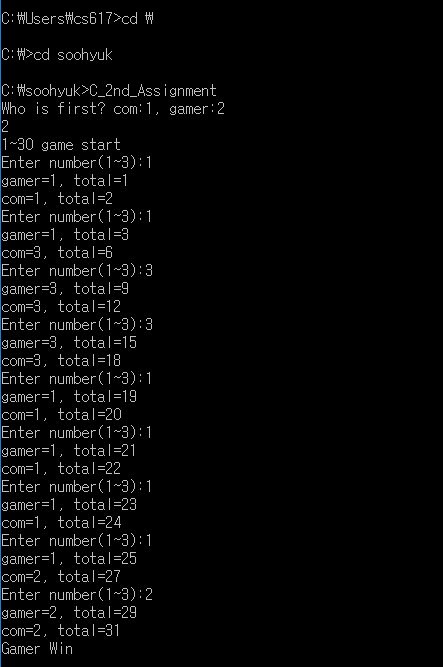 C:₩Users₩cs617>cd ₩
C:₩>cd soohyuk
C:₩soohyuk>C_2nd_Assignment
Who is first? com:1, gamer:2
2
1~30 game start
Enter number(1~3):1
gamer=1, total=1
com=1, total=2
Enter number(1~3):1
gamer=1, total=3
com=3, total=6
Enter number(1~3):3
gamer=3, total=9
com=3, total=12
Enter number(1~3):3
gamer=3, total=15
com=3, total=18
Enter number(1~3):1
gamer=1, total=19
com=1, total=20
Enter number(1~3):1
gamer=1, total=21
com=1, total=22
Enter number(1~3):1
gamer=1, total=23
com=1, total=24
Enter number(1~3):1
gamer=1, total=25
com=2, total=27
Enter number(1~3):2
gamer=2, total=29
com=2, total=31
Gamer Win